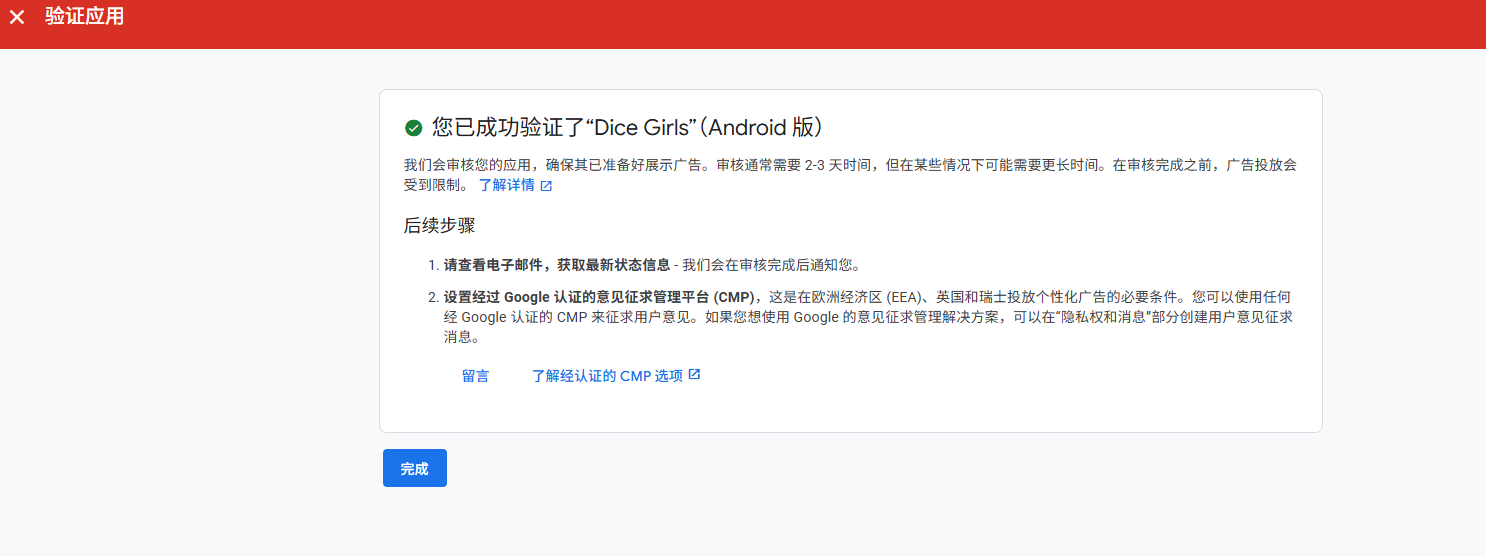 验证应用
您已成功验证了“Dice Girls”（Android 版）
我们会审核您的应用，确保其已准备好展示广告。审核通常需要 2-3 天时间，但在某些情况下可能需要更长时间。在审核完成之前，广告投放会
受到限制。 了解详情
后续步骤
1. 请查看电子邮件，获取最新状态信息 - 我们会在审核完成后通知您。
2. 设置经过 Google 认证的意见征求管理平台 (CMP)，这是在欧洲经济区 (EEA)、英国和瑞士投放个性化广告的必要条件。您可以使用任何
经 Google 认证的 CMP 来征求用户意见。如果您想使用 Google 的意见征求管理解决方案，可以在“隐私权和消息”部分创建用户意见征求
消息。
留言 了解经认证的 CMP 选项
完成